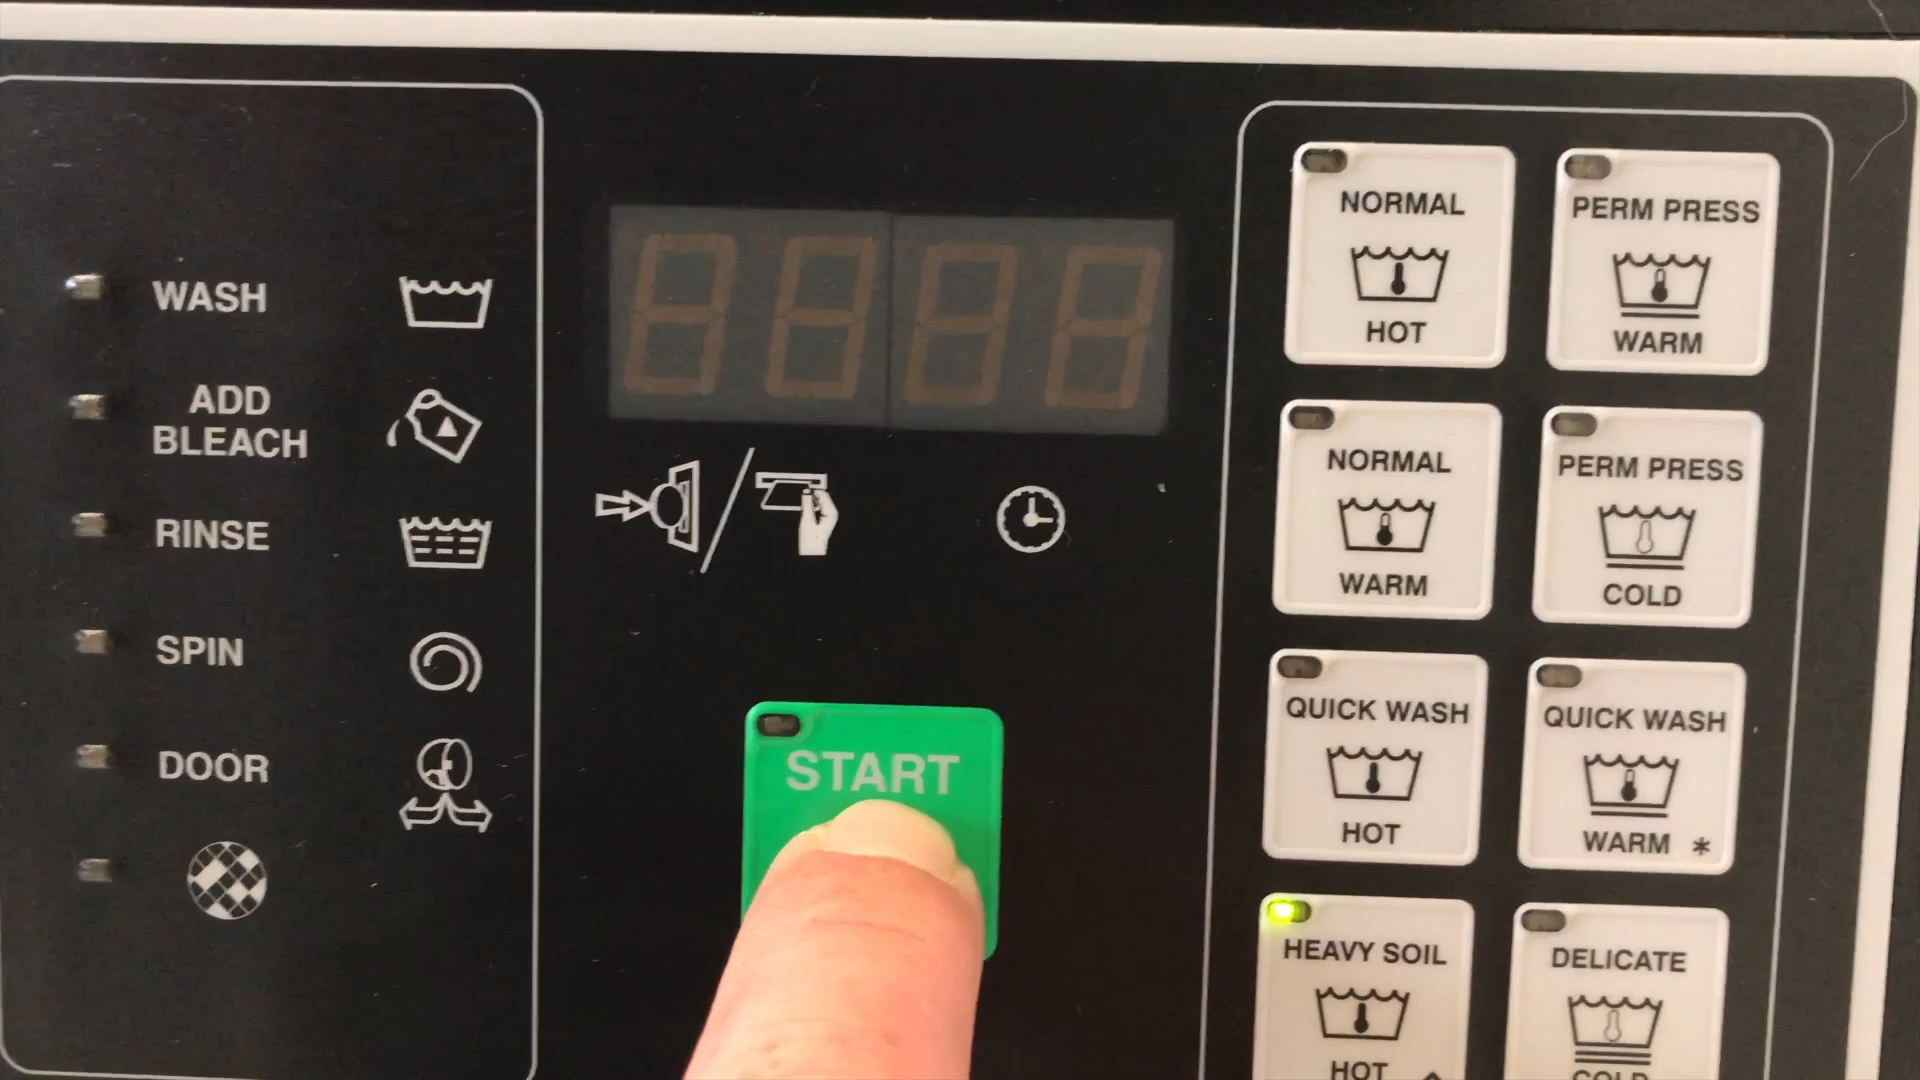 WASH
ADD
BLEACH
RINSE
SPIN
DOOR
START
NORMAL
HOT
PERM PRESS
WARM
NORMAL
WARM
PERM PRESS
COLD
QUICK WASH
HOT
QUICK WASH
WARM *
HEAVY SOIL
HOT
DELICATE
COLD